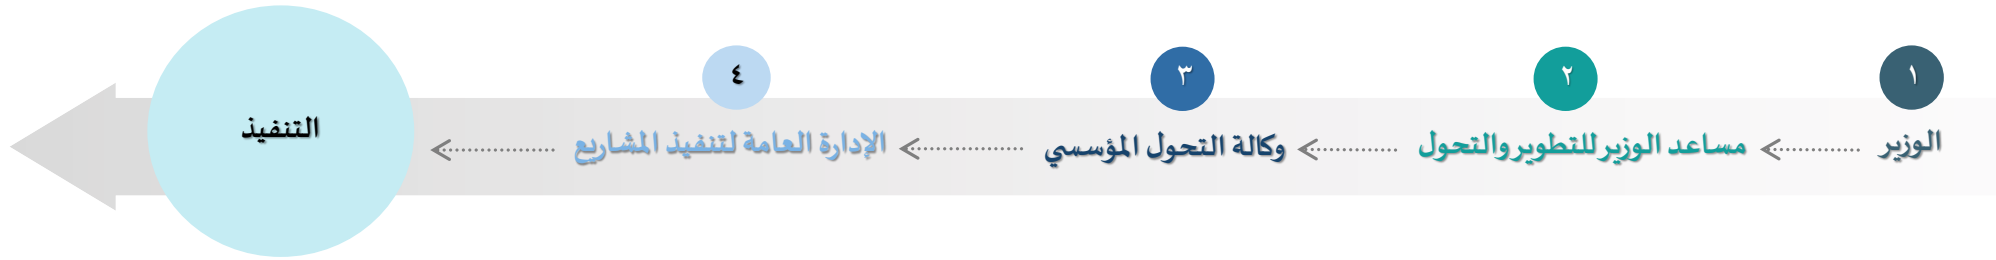 ١
الوزير
٢
مساعد الوزير للتطوير والتحول
٣
وكالة التحول المؤسسي
٤
الإدارة العامة لتنفيذ المشاريع
التنفيذ